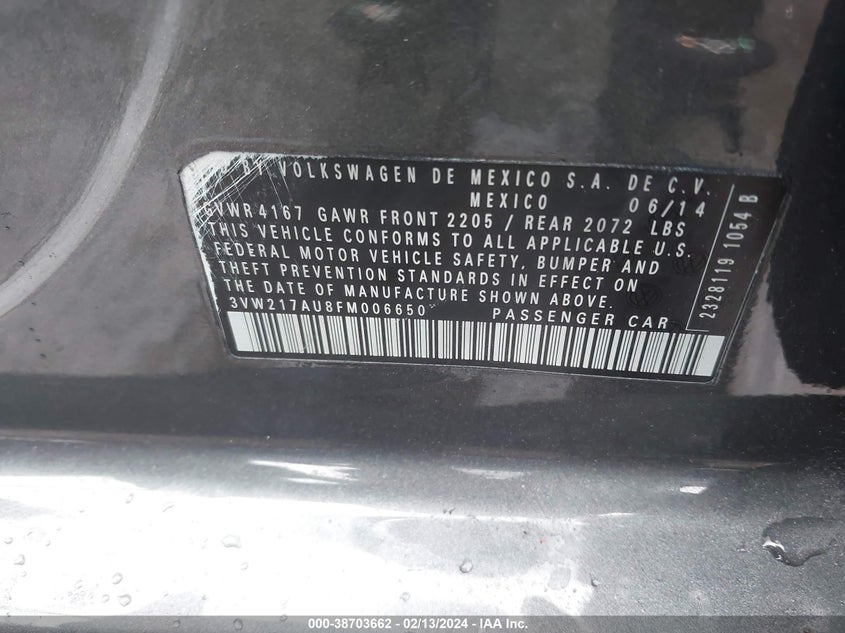 BY VOLKSWAGEN DE MEXICO S.A. DE C.V.
MEXICO 06/14
GVWR 4167 GAWR FRONT 2205 / REAR 2072 LBS
THIS VEHICLE CONFORMS TO ALL APPLICABLE U.S.
FEDERAL MOTOR VEHICLE SAFETY, BUMPER AND
THEFT PREVENTION STANDARDS IN EFFECT ON
THE DATE OF MANUFACTURE SHOWN ABOVE.
3VW217AU8FM006650 PASSENGER CAR
2328119 1054 B
000-38703662 - 02/13/2024 - IAA Inc.